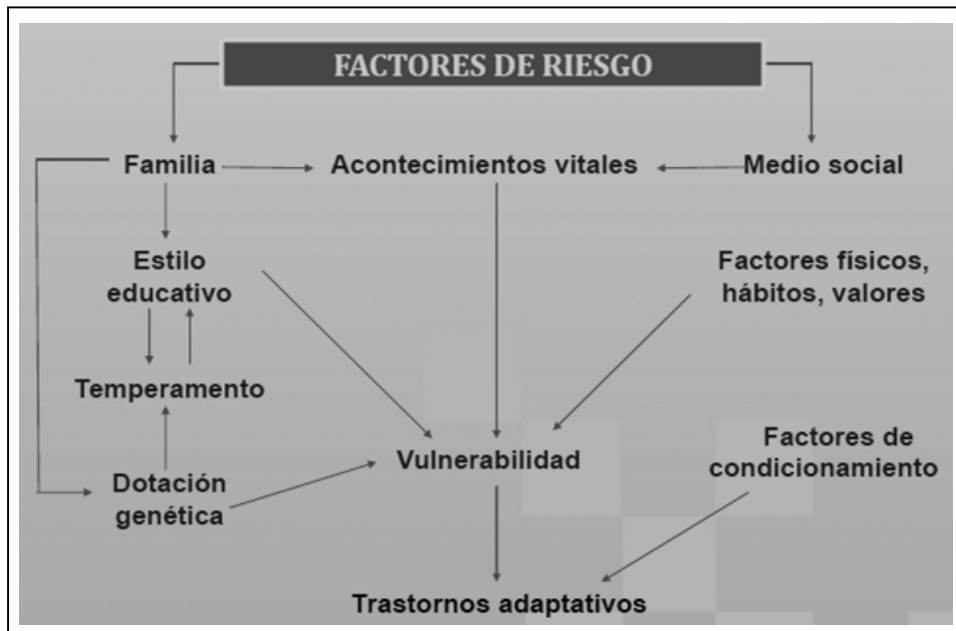 FACTORES DE RIESGO
Familia
Acontecimientos vitales
Medio social
Estilo
educativo
Factores físicos,
hábitos, valores
Temperamento
Vulnerabilidad
Factores de
condicionamiento
Dotación
genética
Trastornos adaptativos